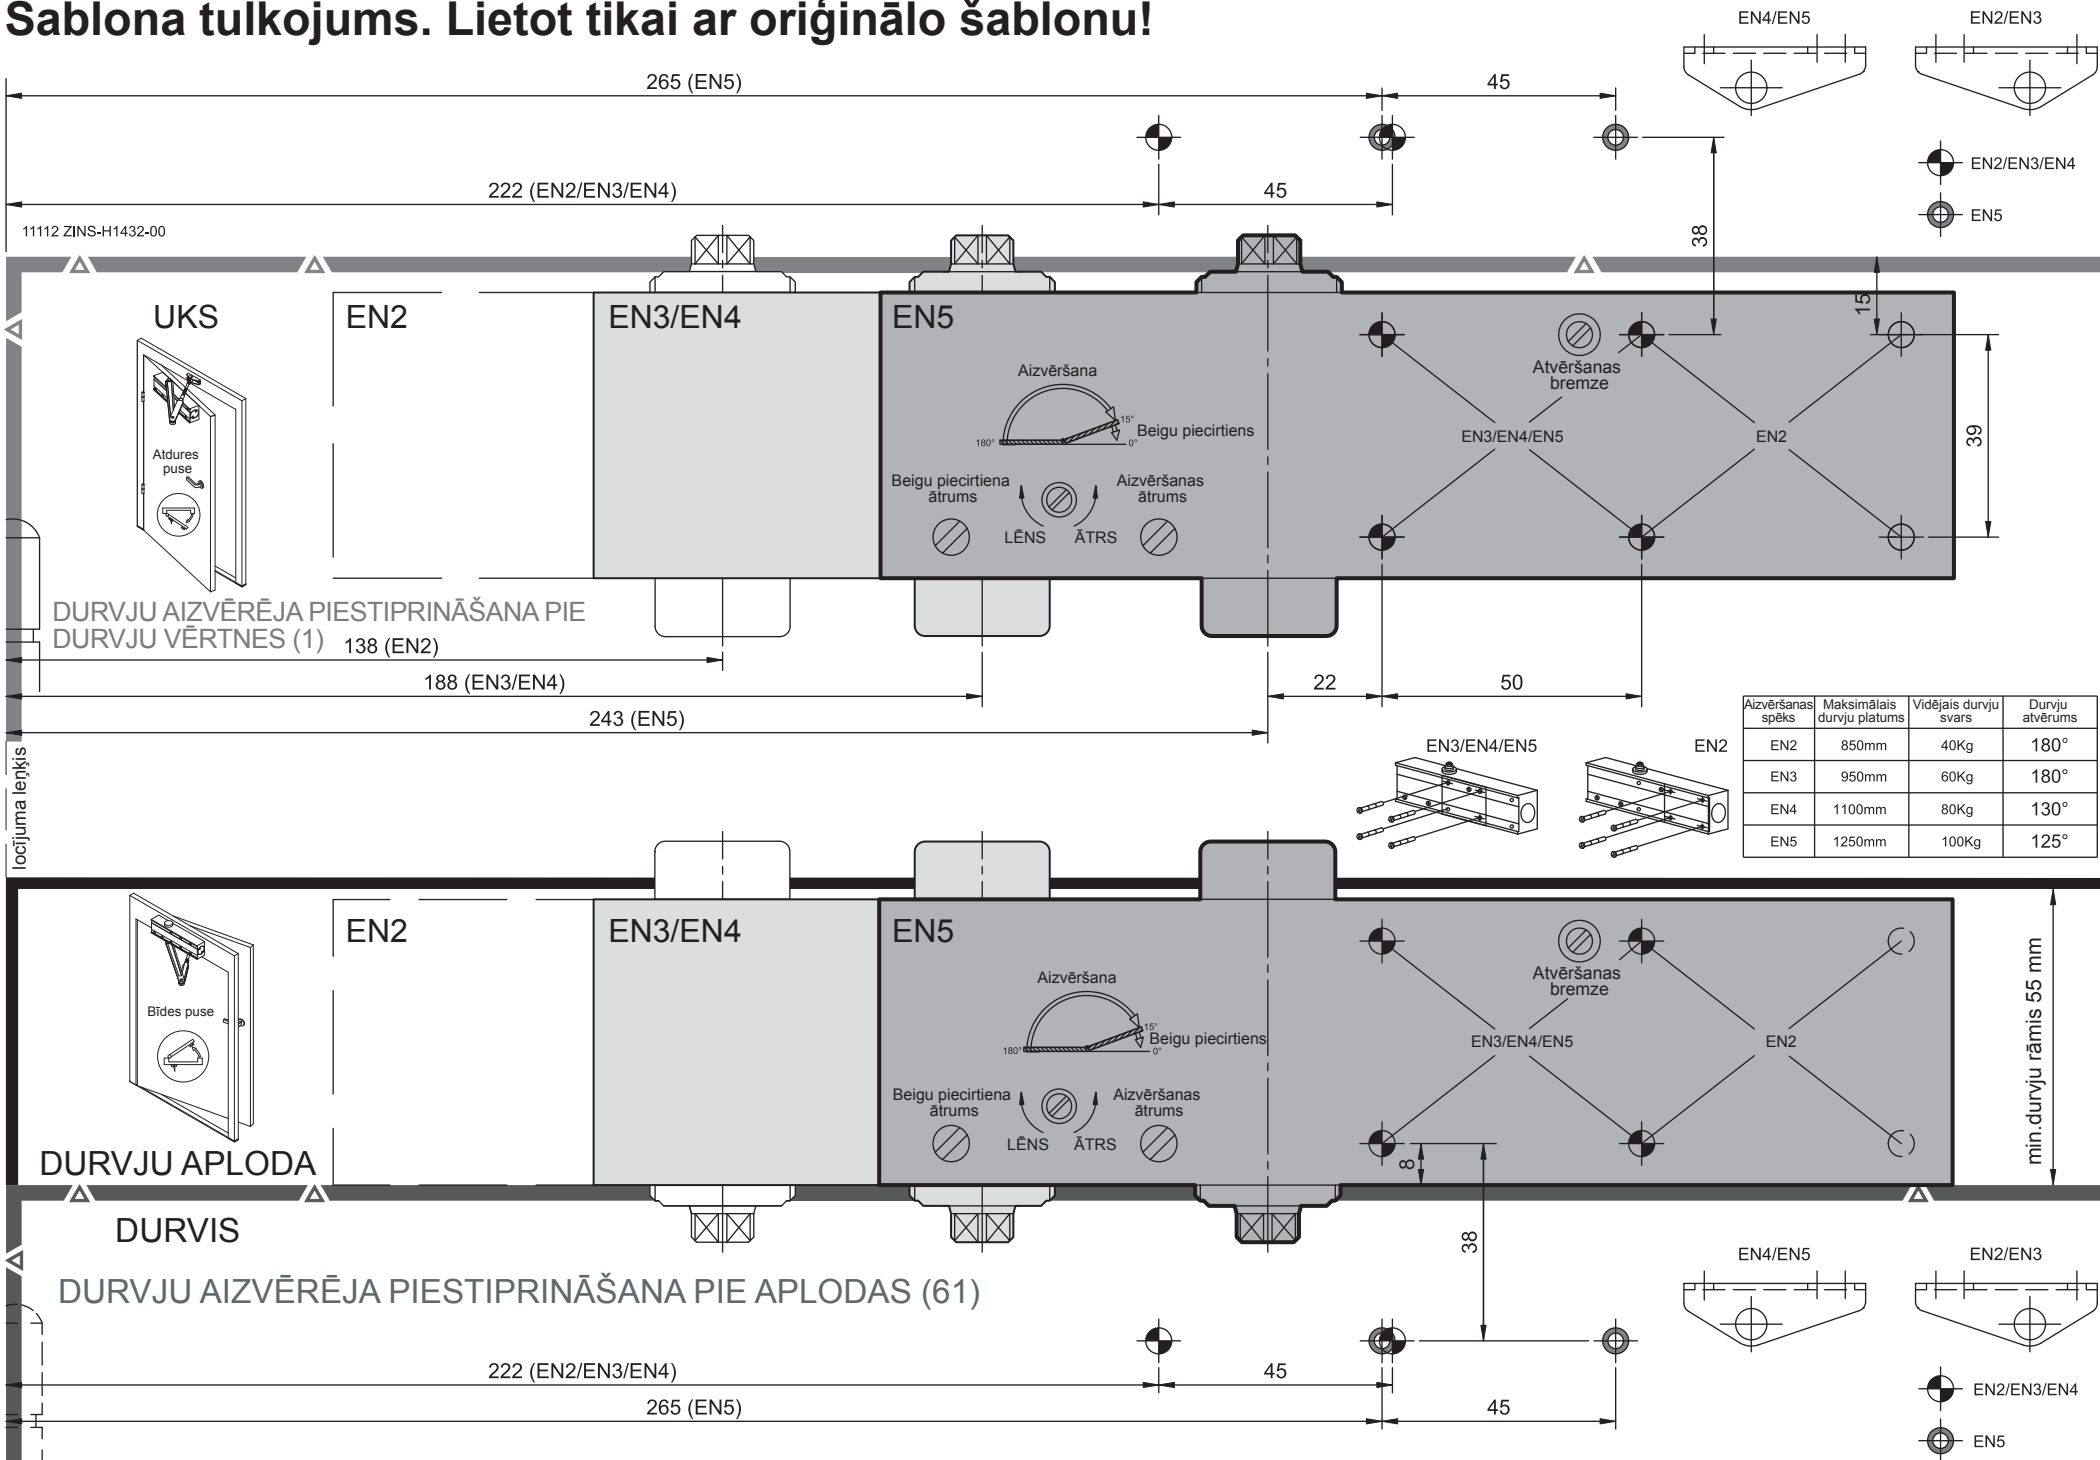 Šablona tulkojums. Lietot tikai ar oriģinālo šablonu!
EN4/EN5
EN2/EN3
265 (EN5)
45
EN2/EN3/EN4
222 (EN2/EN3/EN4)
45
EN5
11112 ZINS-H1432-00
38
15
UKS
EN2
EN3/EN4
EN5
Aizvēršana
15°
Beigu piecirtiens
180°
0°
Atvēršanas
bremze
EN3/EN4/EN5
EN2
39
Atdures
puse
Beigu piecirtiena
ātrums
Aizvēršanas
ātrums
LĒNS
ĀTRS
DURVJU AIZVĒRĒJA PIESTIPRINĀŠANA PIE
DURVJU VĒRTNES (1)
138 (EN2)
188 (EN3/EN4)
22
50
243 (EN5)
locījuma leņķis
EN3/EN4/EN5
EN2
Aizvēršanas spēks Maksimālais durvju platums Vidējais durvju svars Durvju atvērums
EN2 850mm 40Kg 180°
EN3 950mm 60Kg 180°
EN4 1100mm 80Kg 130°
EN5 1250mm 100Kg 125°
EN2
EN3/EN4
EN5
Aizvēršana
15°
Beigu piecirtiens
180°
0°
Atvēršanas
bremze
EN3/EN4/EN5
EN2
min.durvju rāmis 55 mm
Bīdes puse
Beigu piecirtiena
ātrums
Aizvēršanas
ātrums
LĒNS
ĀTRS
8
DURVJU APLODA
DURVIS
38
EN4/EN5
EN2/EN3
DURVJU AIZVĒRĒJA PIESTIPRINĀŠANA PIE APLODAS (61)
222 (EN2/EN3/EN4)
45
EN2/EN3/EN4
265 (EN5)
45
EN5